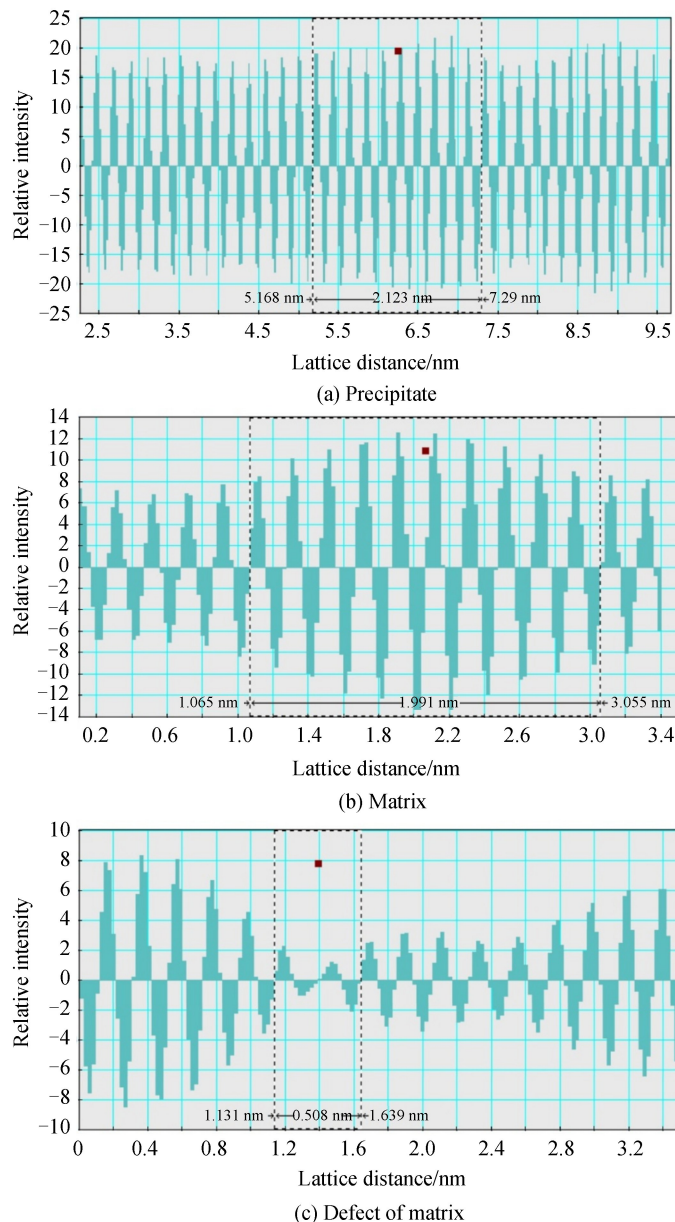 25
20
15
10
5
0
−5
−10
−15
−20
25
Relative intensity
5.168 nm 2.123 nm 7.29 nm
2.5 3.5 4.5 5.5 6.5 7.5 8.5 9.5
Lattice distance/nm
(a) Precipitate
14
12
10
8
6
4
2
0
−2
−4
−6
−8
−10
−12
−14
Relative intensity
1.065 nm 1.991 nm 3.055 nm
0.2 0.6 1.0 1.4 1.8 2.2 2.6 3.0 3.4
Lattice distance/nm
(b) Matrix
10
8
6
4
2
0
−2
−4
−6
−8
−10
Relative intensity
1.131 nm 0.508 nm 1.639 nm
0 0.4 0.8 1.2 1.6 2.0 2.4 2.8 3.2
Lattice distance/nm
(c) Defect of matrix